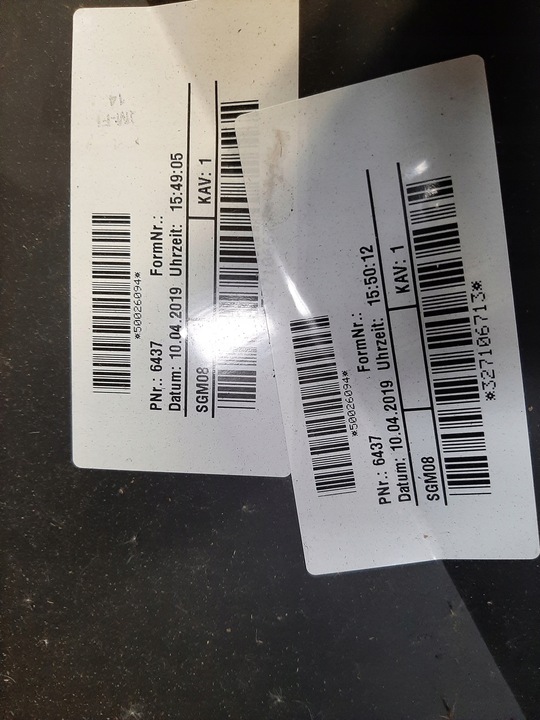 *50026094*
PNr.: 6437 FormNr.:
Datum: 10.04.2019 Uhrzeit: 15:49:05
SGM08 KAV: 1
*50026094*
PNr.: 6437 FormNr.:
Datum: 10.04.2019 Uhrzeit: 15:50:12
SGM08 KAV: 1
*327106713*